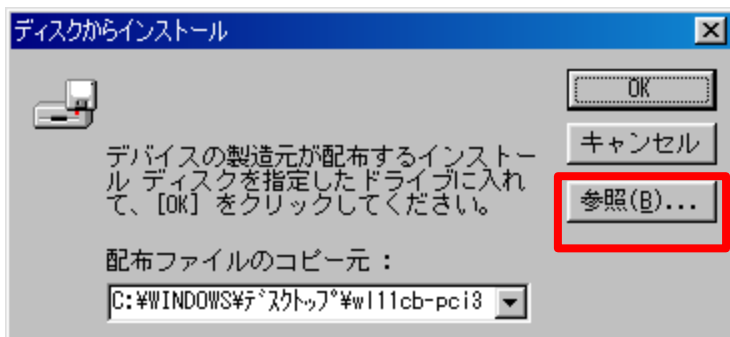 ディスクからインストール
OK
デバイスの製造元が配布するインストー
ル ディスクを指定したドライブに入れ
て、[OK] をクリックしてください。
キャンセル
参照(B)...
配布ファイルのコピー元：
C:¥WINDOWS¥ﾃﾞｽｸﾄｯﾌﾟ¥wl11cb-pci3